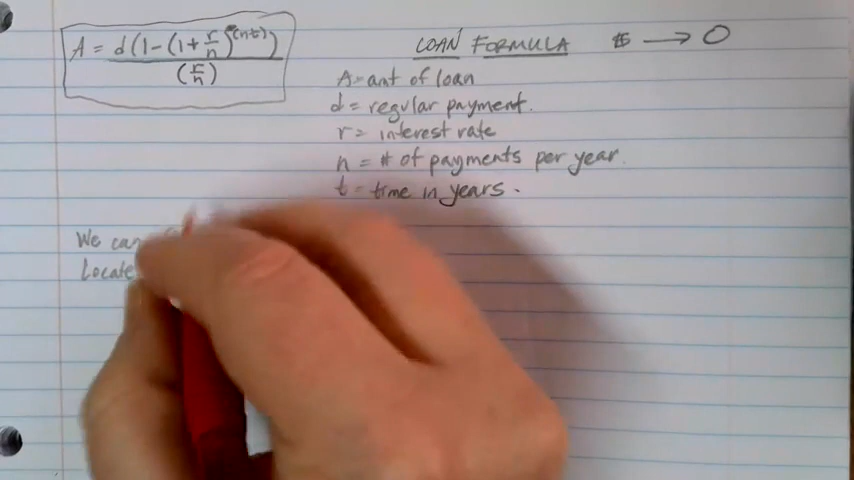 A = d(1-(1+r/n)^-(n·t))/(r/n)
LOAN FORMULA $ → 0
A = amt of loan
d = regular payment.
r = interest rate
n = # of payments per year.
t = time in years.
We can
Locate